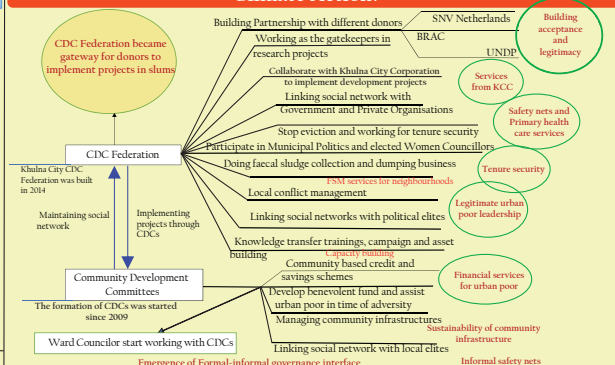 CDC Federation became
gateway for donors to
implement projects in slums
Building Partnership with different donors
SNV Netherlands
BRAC
UNDP
Working as the gatekeepers in
research projects
Building
acceptance
and
legitimacy
Collaborate with Khulna City Corporation
to implement development projects
Services
from KCC
Linking social network with
Government and Private Organisations
Safety nets and
Primary health
care services
Stop eviction and working for tenure security
CDC Federation
Participate in Municipal Politics and elected Women Councillors
Khulna City CDC
Federation was built
in 2014
Doing faecal sludge collection and dumping business
FSM services for neighbourhoods
Tenure security
Local conflict management
Legitimate urban
poor leadership
Maintaining social
network
Implementing
projects through
CDCs
Linking social networks with political elites
Knowledge transfer trainings, campaign and asset
building
Capacity building
Community Development
Committees
Community based credit and
savings schemes
Financial services
for urban poor
The formation of CDCs was started
since 2009
Develop benevolent fund and assist
urban poor in time of adversity
Managing community infrastructures
Sustainability of community
infrastructure
Ward Councilor start working with CDCs
Linking social network with local elites
Emergence of Formal-informal governance interface
Informal safety nets